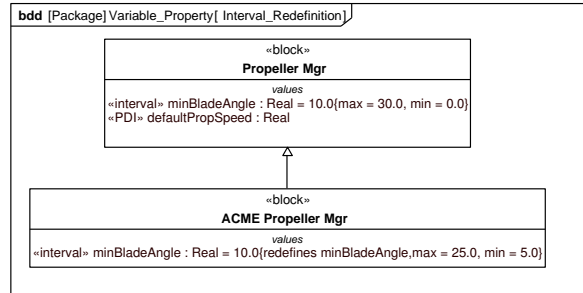 bdd [Package] Variable_Property[ Interval_Redefinition]
«block»
Propeller Mgr
values
«interval» minBladeAngle : Real = 10.0{max = 30.0, min = 0.0}
«PDI» defaultPropSpeed : Real
«block»
ACME Propeller Mgr
values
«interval» minBladeAngle : Real = 10.0{redefines minBladeAngle,max = 25.0, min = 5.0}